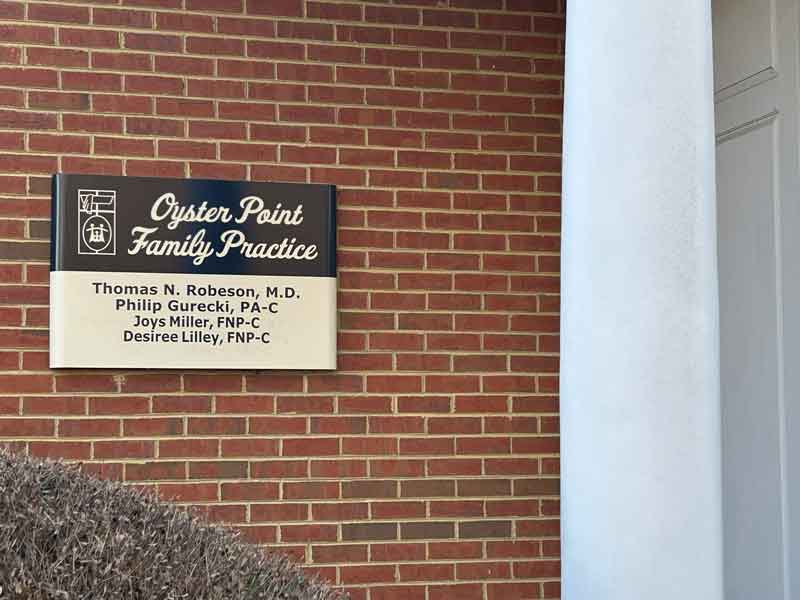 Oyster Point
Family Practice
Thomas N. Robeson, M.D.
Philip Gurecki, PA-C
Joys Miller, FNP-C
Desiree Lilley, FNP-C